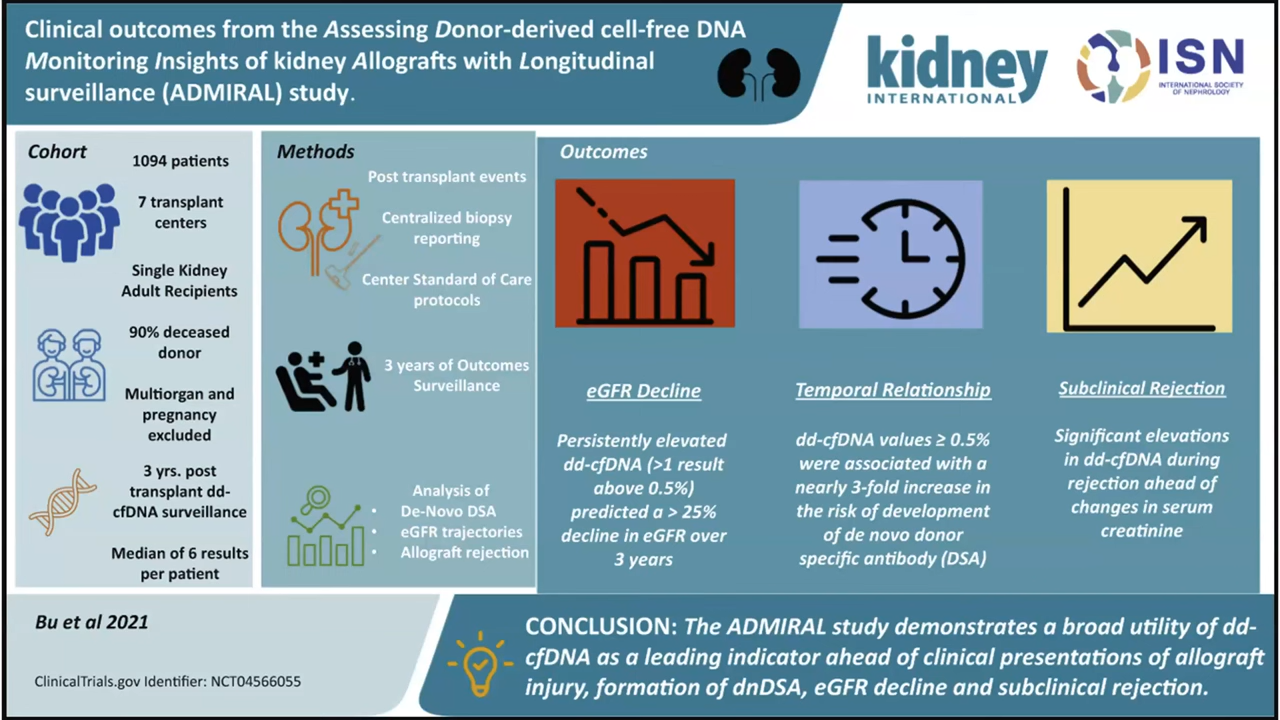 Clinical outcomes from the Assessing Donor-derived cell-free DNA
Monitoring Insights of kidney Allografts with Longitudinal
surveillance (ADMIRAL) study.
kidney
INTERNATIONAL
ISN
INTERNATIONAL SOCIETY
OF NEPHROLOGY
Cohort
1094 patients
7 transplant
centers
Single Kidney
Adult Recipients
90% deceased
donor
Multiorgan and
pregnancy
excluded
3 yrs. post
transplant dd-
cfDNA surveillance
Median of 6 results
per patient
Methods
Post transplant events
Centralized biopsy
reporting
Center Standard of Care
protocols
3 years of Outcomes
Surveillance
Analysis of
• De-Novo DSA
• eGFR trajectories
• Allograft rejection
Outcomes
eGFR Decline
Persistently elevated
dd-cfDNA (>1 result
above 0.5%)
predicted a > 25%
decline in eGFR over
3 years
Temporal Relationship
dd-cfDNA values ≥ 0.5%
were associated with a
nearly 3-fold increase in
the risk of development
of de novo donor
specific antibody (DSA)
Subclinical Rejection
Significant elevations
in dd-cfDNA during
rejection ahead of
changes in serum
creatinine
Bu et al 2021
ClinicalTrials.gov Identifier: NCT04566055
CONCLUSION: The ADMIRAL study demonstrates a broad utility of dd-
cfDNA as a leading indicator ahead of clinical presentations of allograft
injury, formation of dnDSA, eGFR decline and subclinical rejection.